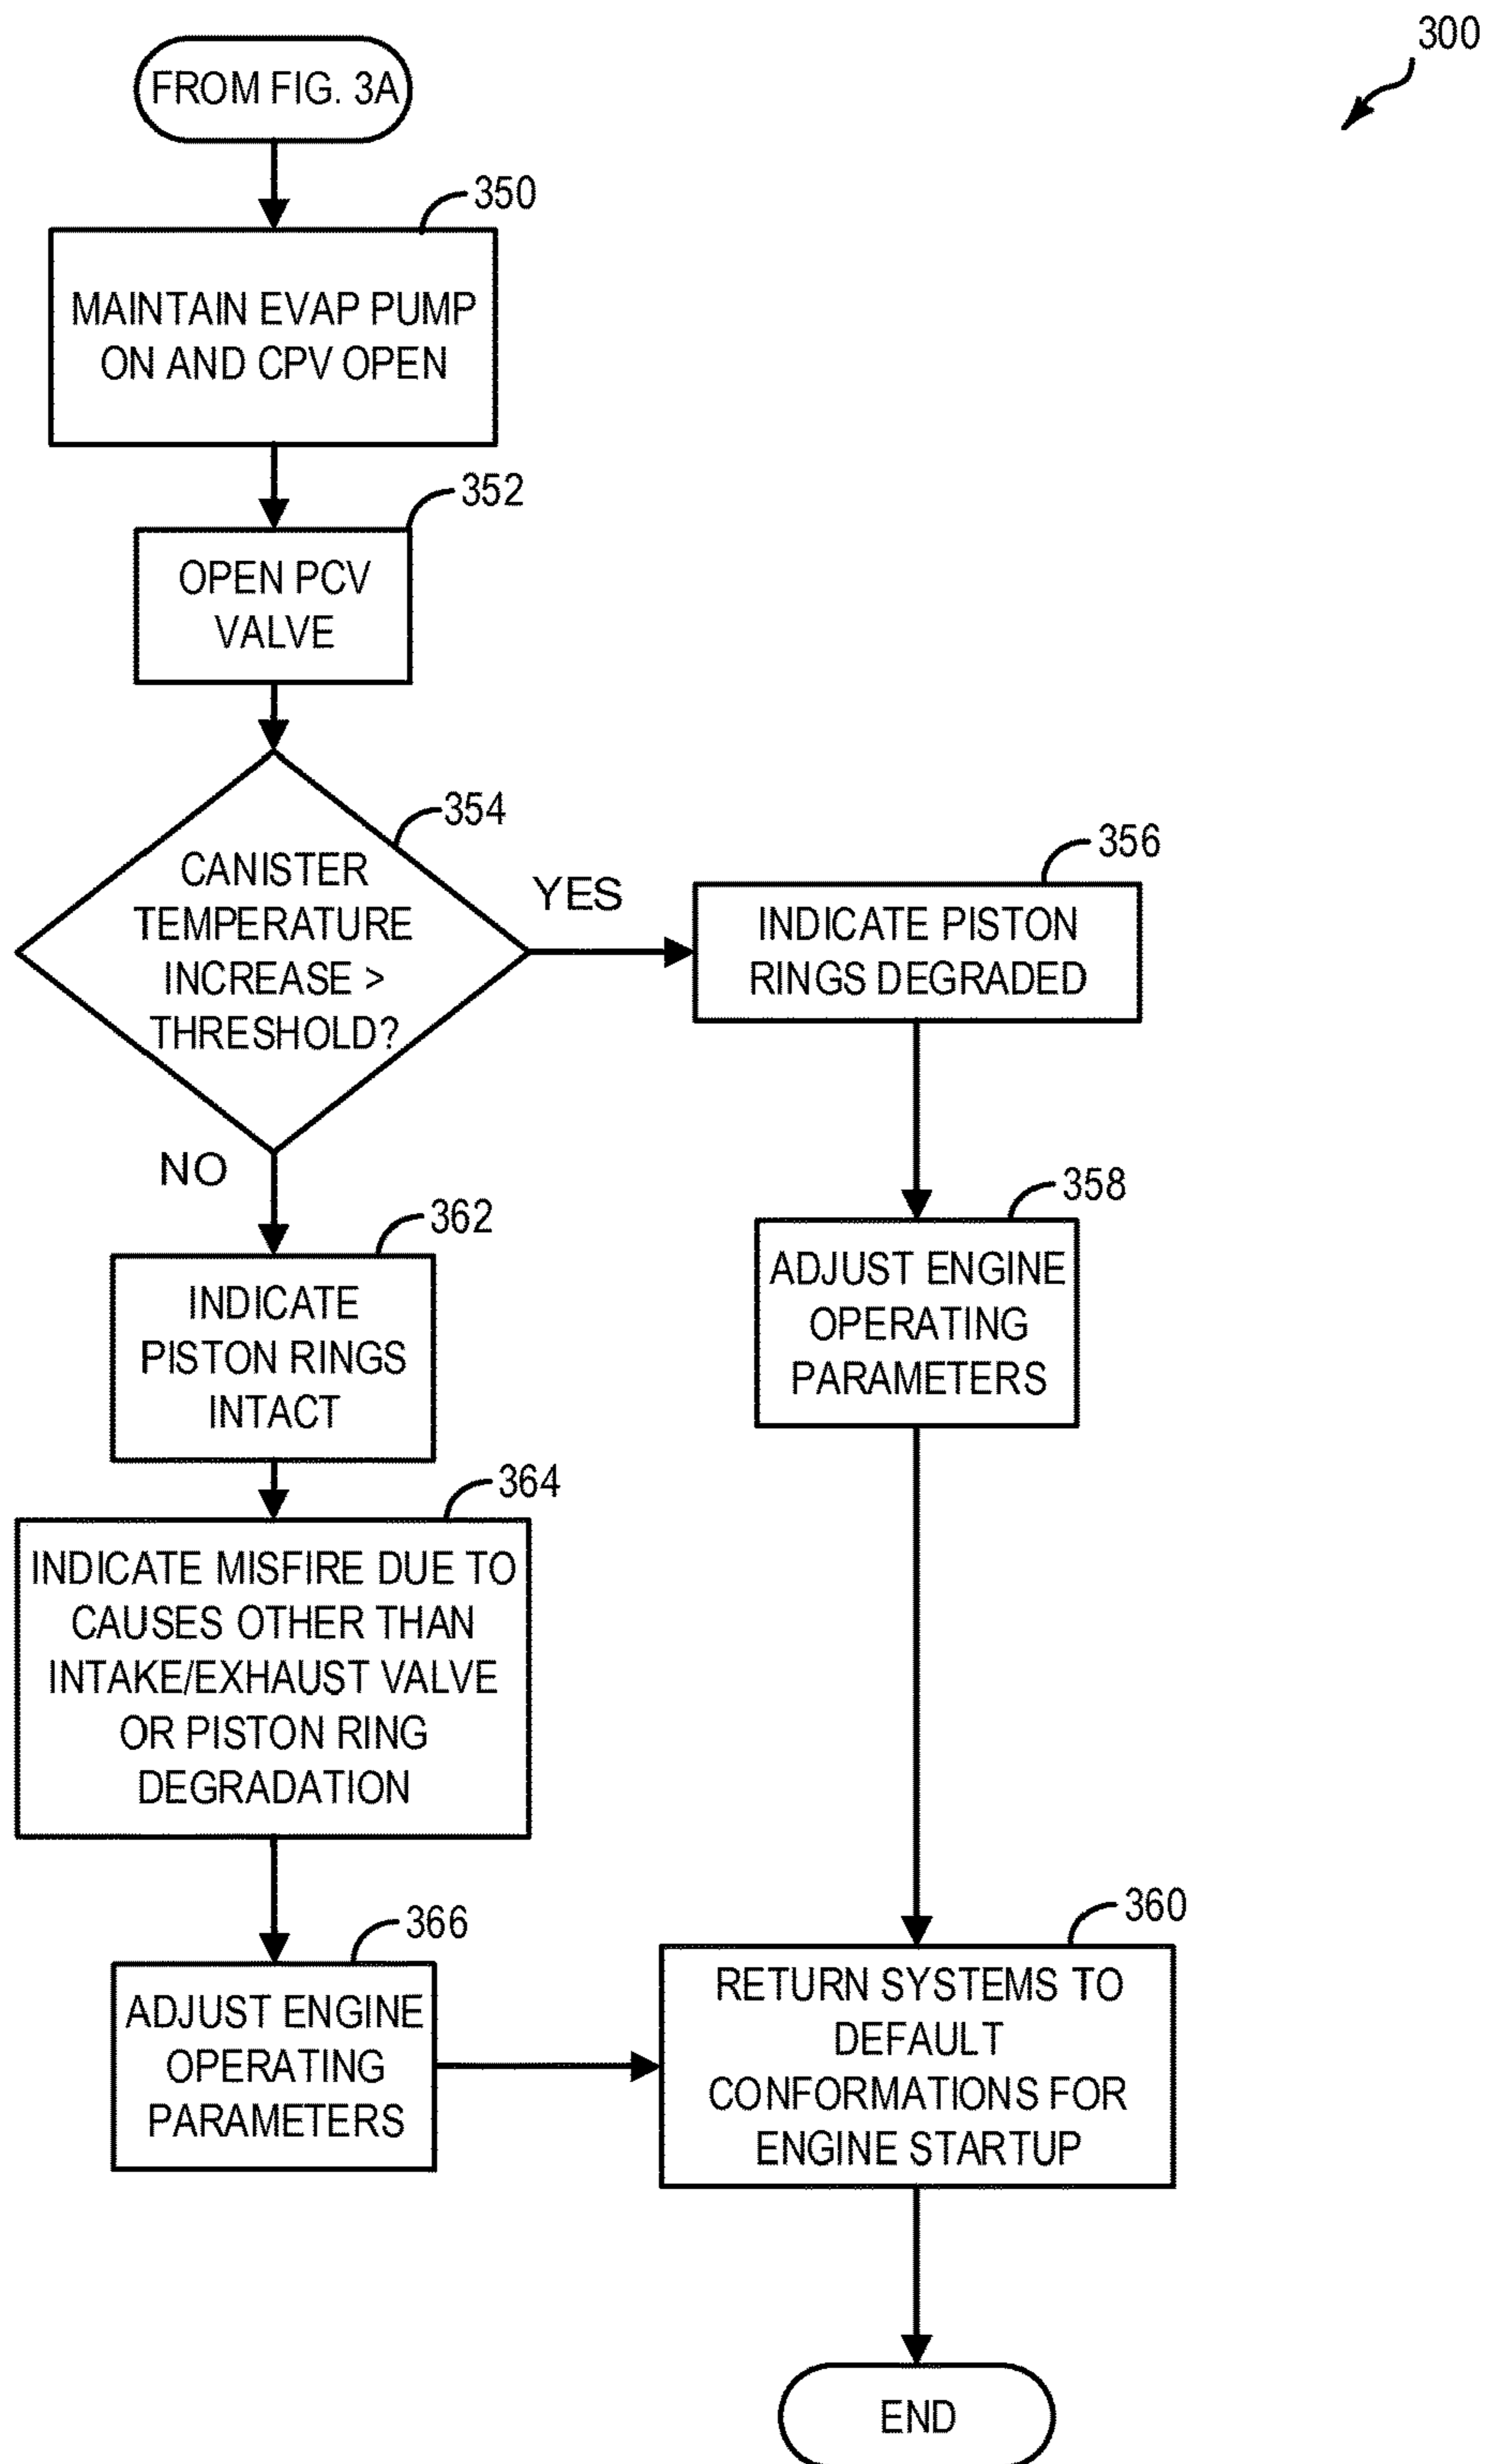 300
FROM FIG. 3A
350
MAINTAIN EVAP PUMP
ON AND CPV OPEN
352
OPEN PCV
VALVE
354
CANISTER
TEMPERATURE
INCREASE >
THRESHOLD?
YES
356
INDICATE PISTON
RINGS DEGRADED
358
ADJUST ENGINE
OPERATING
PARAMETERS
NO
362
INDICATE
PISTON RINGS
INTACT
364
INDICATE MISFIRE DUE TO
CAUSES OTHER THAN
INTAKE/EXHAUST VALVE
OR PISTON RING
DEGRADATION
366
ADJUST ENGINE
OPERATING
PARAMETERS
360
RETURN SYSTEMS TO
DEFAULT
CONFORMATIONS FOR
ENGINE STARTUP
END